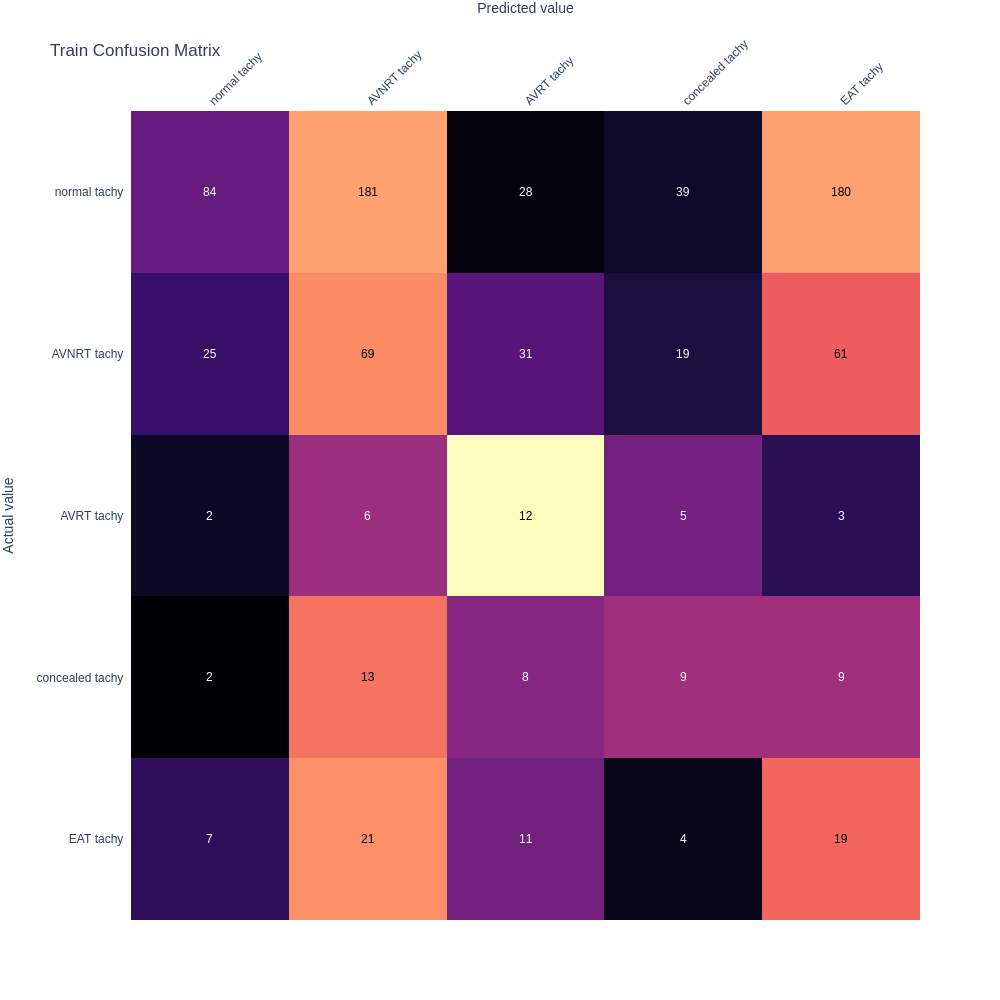 Predicted value
Train Confusion Matrix
normal tachy
AVNRT tachy
AVRT tachy
concealed tachy
EAT tachy
Actual value
normal tachy 84 181 28 39 180
AVNRT tachy 25 69 31 19 61
AVRT tachy 2 6 12 5 3
concealed tachy 2 13 8 9 9
EAT tachy 7 21 11 4 19